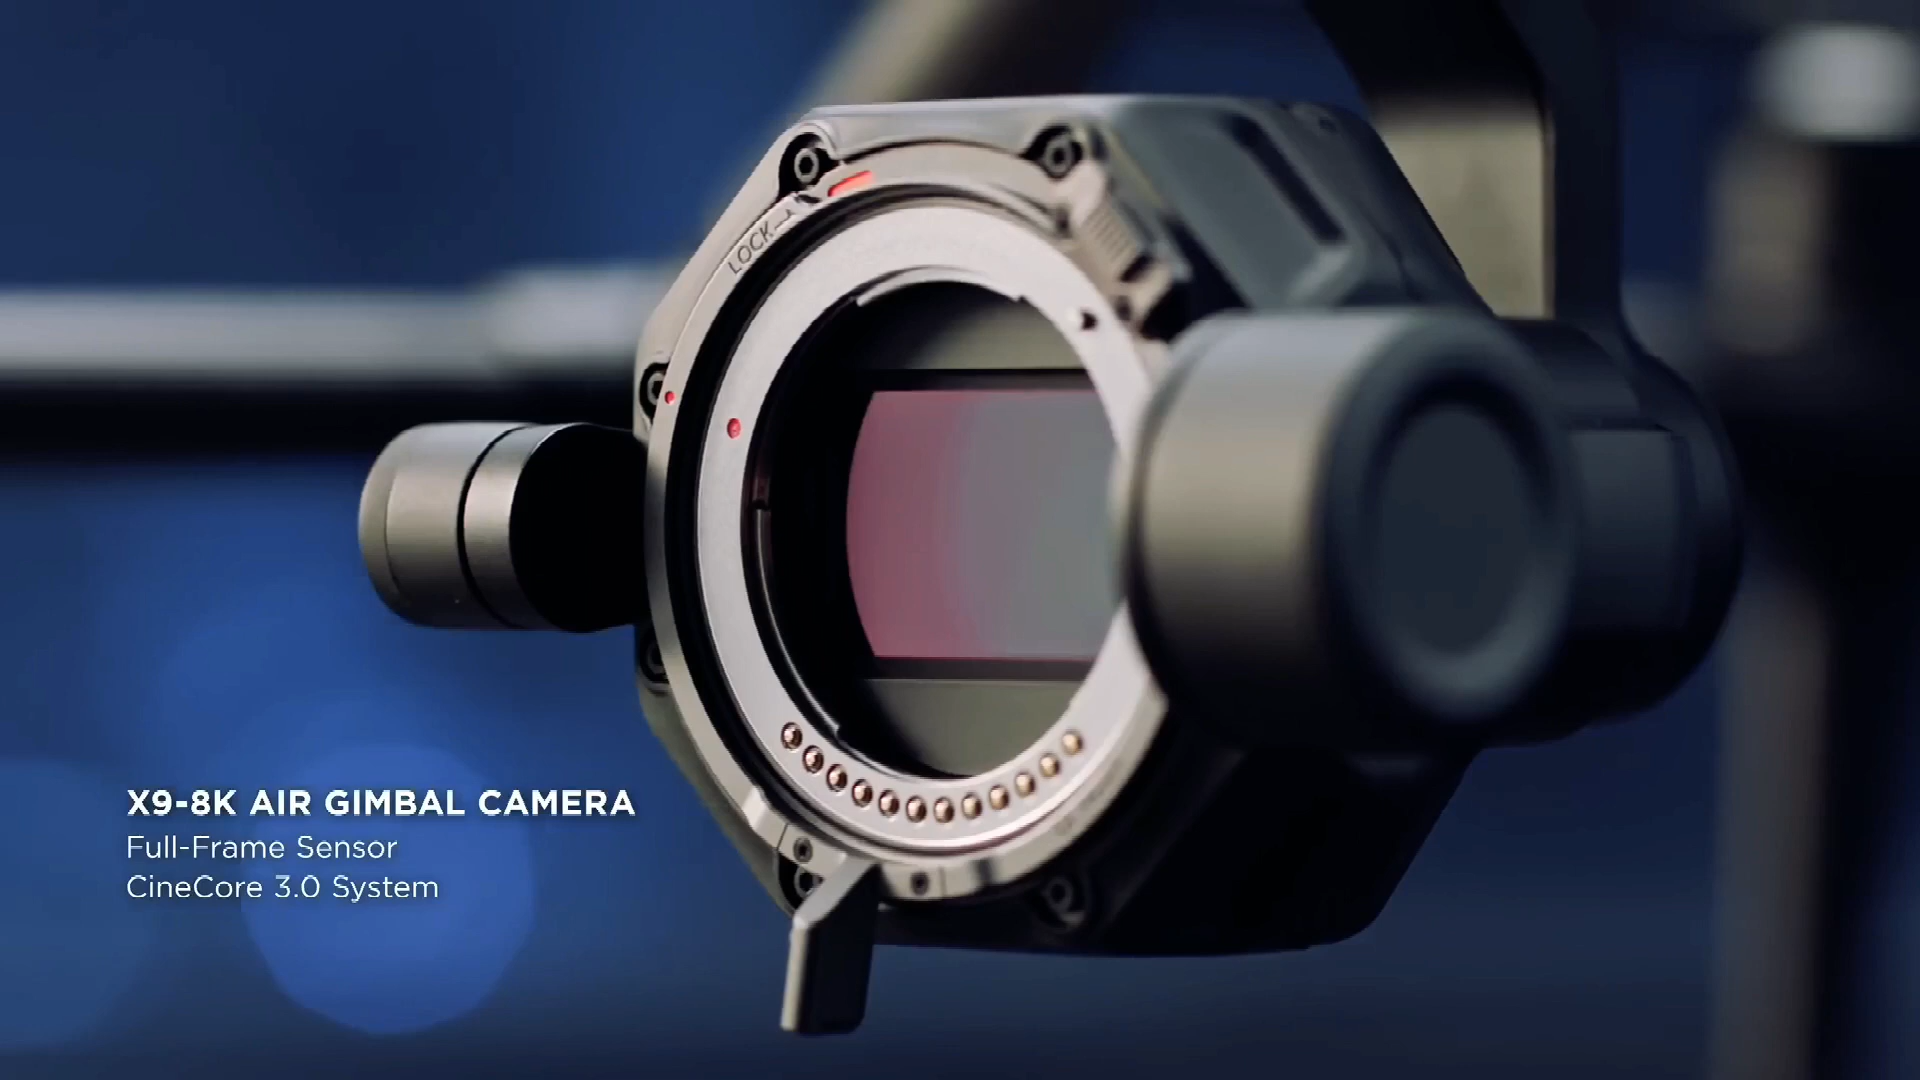 LOCK
X9-8K AIR GIMBAL CAMERA
Full-Frame Sensor
CineCore 3.0 System